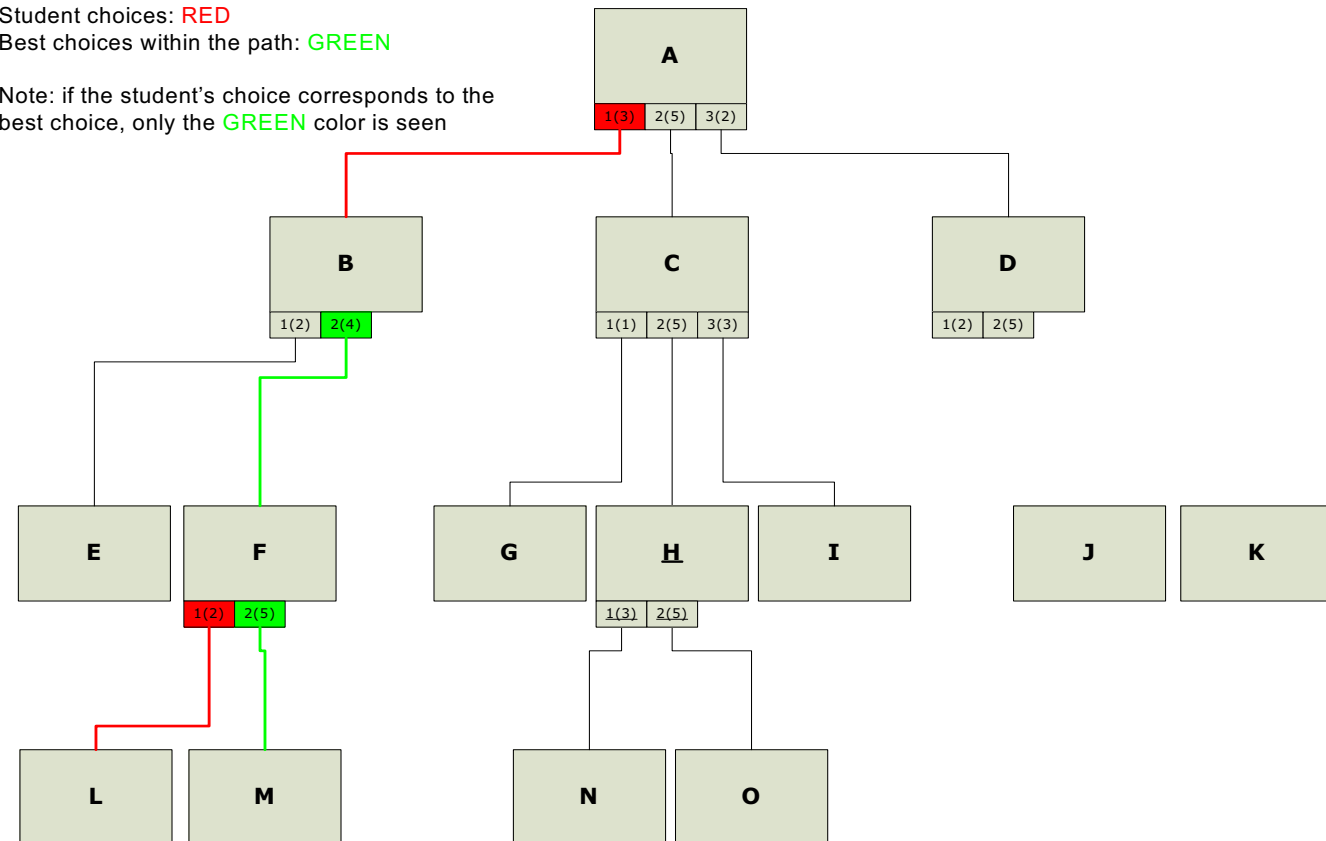 Student choices: RED
Best choices within the path: GREEN
Note: if the student’s choice corresponds to the
best choice, only the GREEN color is seen
A
1(3) 2(5) 3(2)
B C D
1(2) 2(4) 1(1) 2(5) 3(3) 1(2) 2(5)
E F G H I J K
1(2) 2(5) 1(3) 2(5)
L M N O